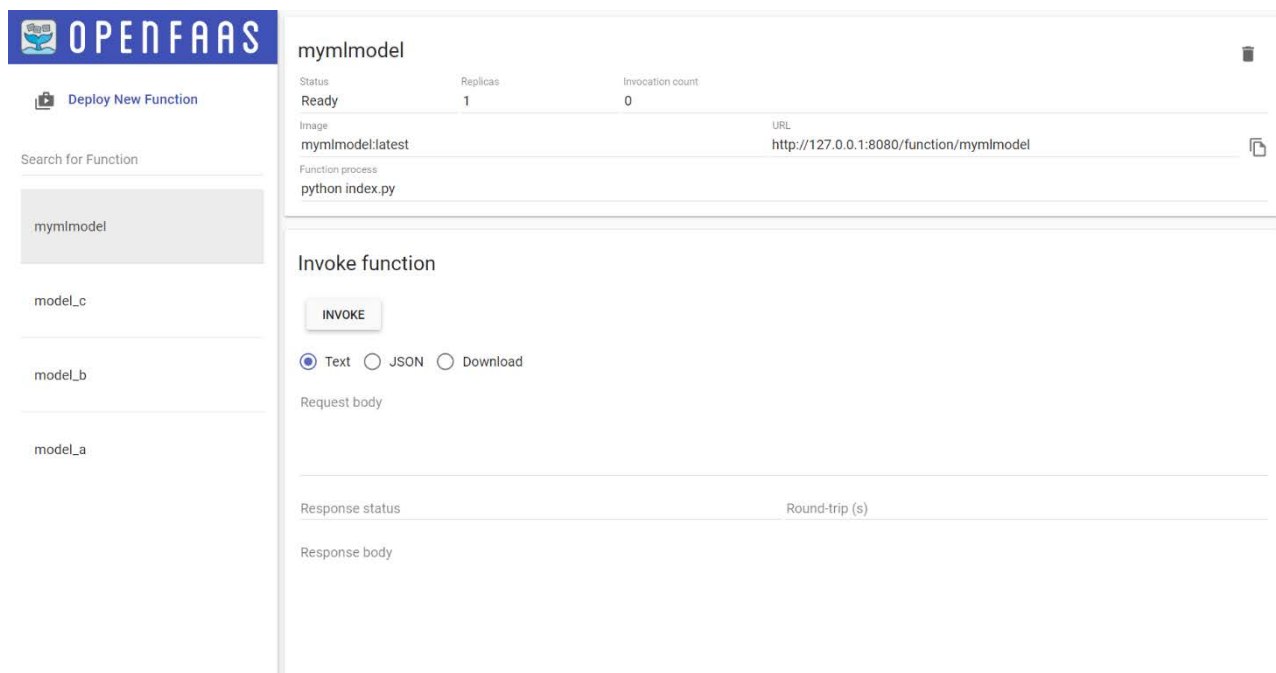 OPENFAAS
Deploy New Function
Search for Function
mymlmodel
model_c
model_b
model_a
mymlmodel
Status Replicas Invocation count
Ready 1 0
Image URL
mymlmodel:latest http://127.0.0.1:8080/function/mymlmodel
Function process
python index.py
Invoke function
INVOKE
Text JSON Download
Request body
Response status Round-trip (s)
Response body